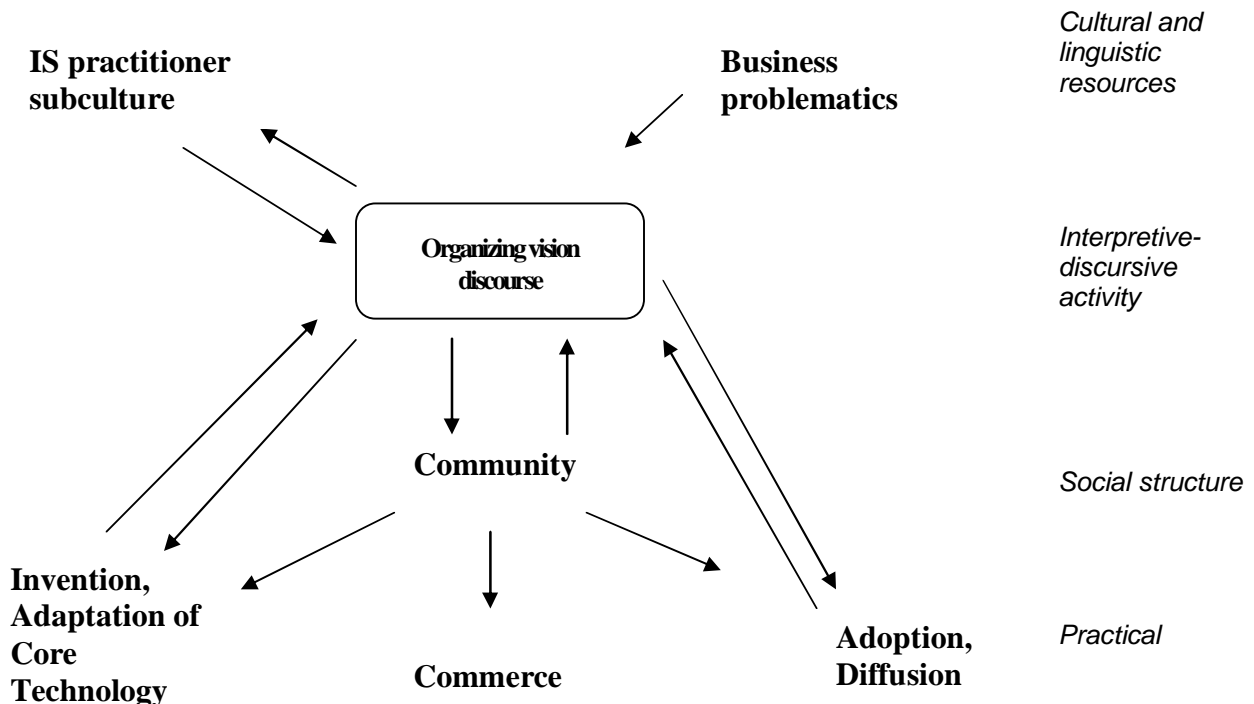 IS practitioner
subculture
Business
problematics
Cultural and
linguistic
resources
Organizing vision
discourse
Interpretive-
discursive
activity
Community
Social structure
Invention,
Adaptation of
Core
Technology
Commerce
Adoption,
Diffusion
Practical